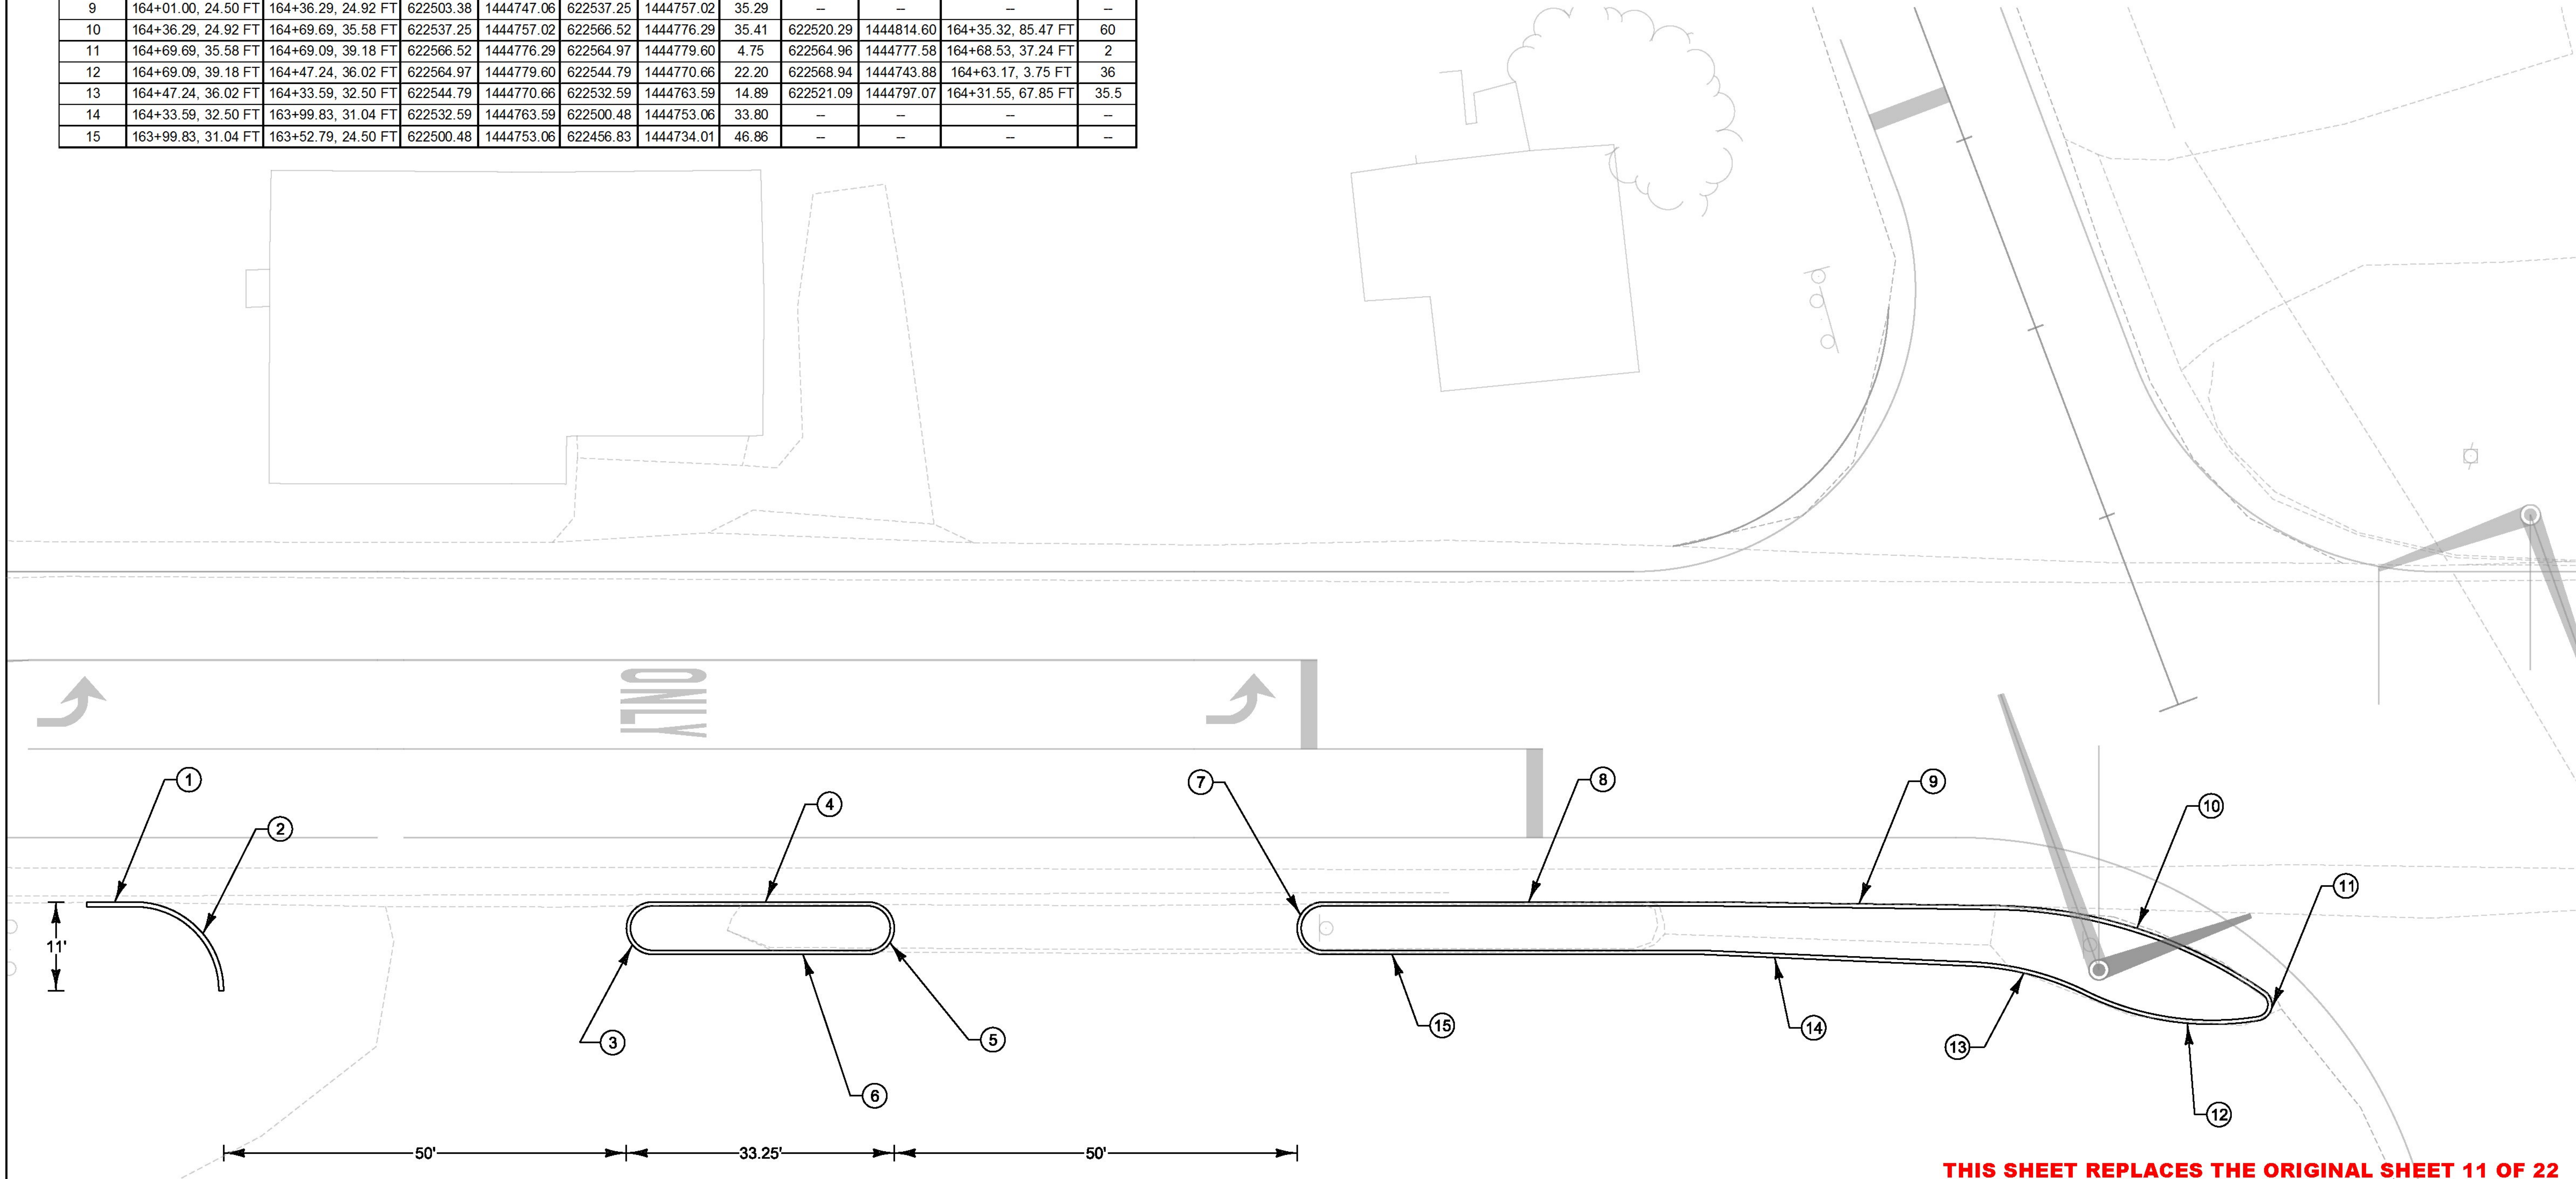 9 164+01.00, 24.50 FT 164+36.29, 24.92 FT 622503.38 1444747.06 622537.25 1444757.02 35.29 -- -- -- --
10 164+36.29, 24.92 FT 164+69.69, 35.58 FT 622537.25 1444757.02 622566.52 1444776.29 35.41 622520.29 1444814.60 164+35.32, 85.47 FT 60
11 164+69.69, 35.58 FT 164+69.09, 39.18 FT 622566.52 1444776.29 622564.97 1444779.60 4.75 622564.96 1444777.58 164+68.53, 37.24 FT 2
12 164+69.09, 39.18 FT 164+47.24, 36.02 FT 622564.97 1444779.60 622544.79 1444770.66 22.20 622568.94 1444743.88 164+63.17, 3.75 FT 36
13 164+47.24, 36.02 FT 164+33.59, 32.50 FT 622544.79 1444770.66 622532.59 1444763.59 14.89 622521.09 1444797.07 164+31.55, 67.85 FT 35.5
14 164+33.59, 32.50 FT 163+99.83, 31.04 FT 622532.59 1444763.59 622500.48 1444753.06 33.80 -- -- -- --
15 163+99.83, 31.04 FT 163+52.79, 24.50 FT 622500.48 1444753.06 622456.83 1444734.01 46.86 -- -- -- --
ONLY
1
2
4
7
8
9
10
11
11'
3
5
6
15
14
13
12
50'
33.25'
50'
THIS SHEET REPLACES THE ORIGINAL SHEET 11 OF 22